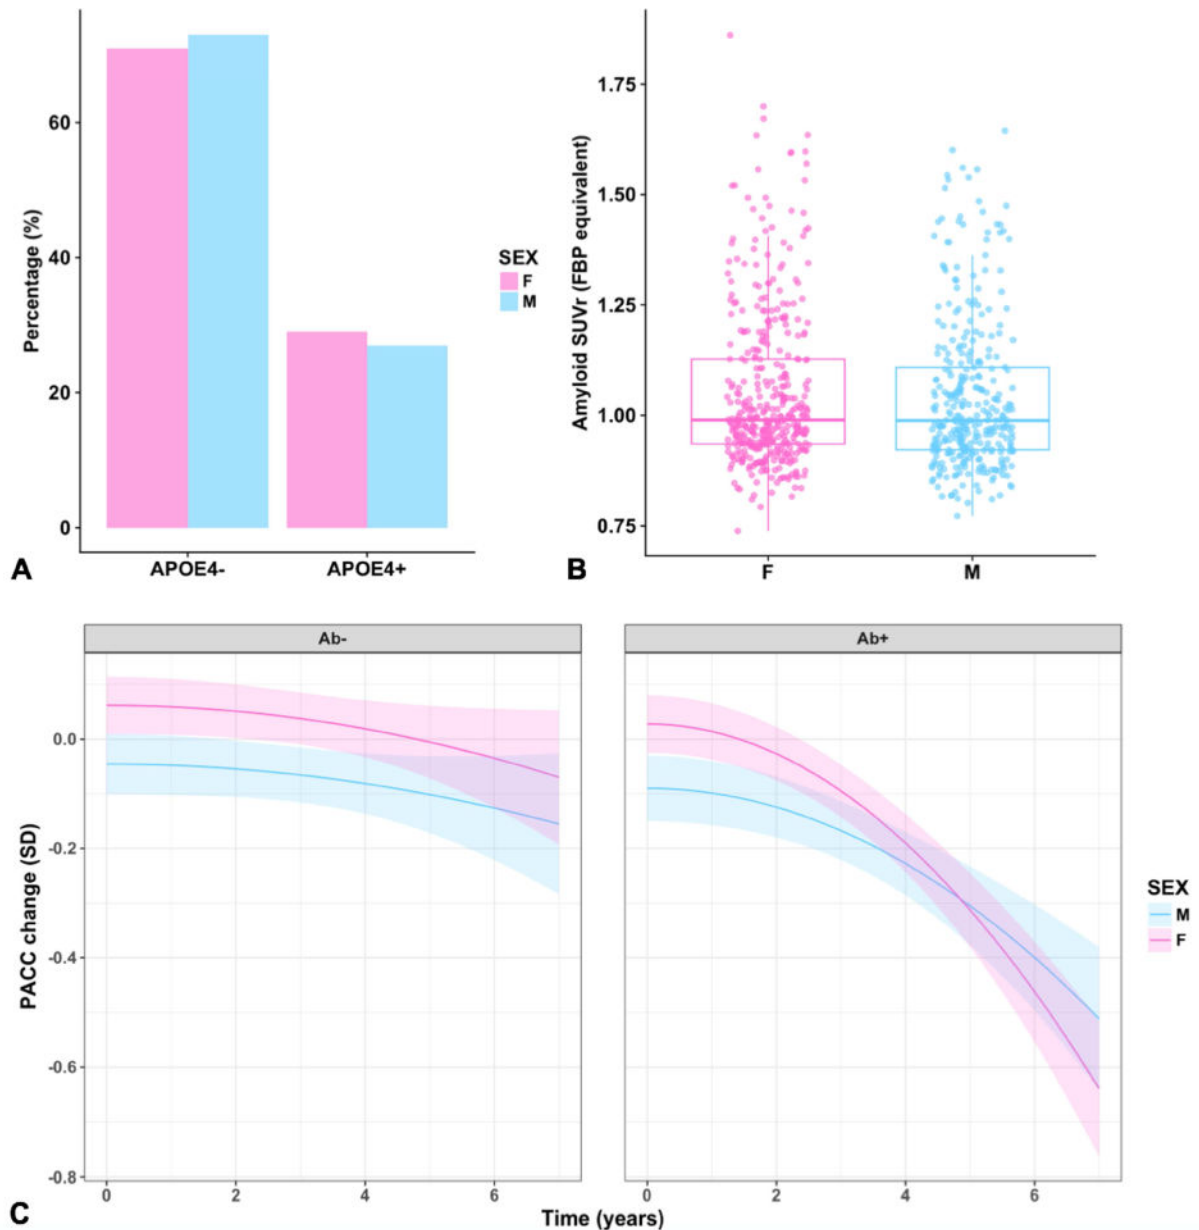 Percentage (%)
60
40
20
0
APOE4-
APOE4+
SEX
F
M
A
Amyloid SUVr (FBP equivalent)
1.75
1.50
1.25
1.00
0.75
F
M
B
Ab-
Ab+
PACC change (SD)
0.0
-0.2
-0.4
-0.6
-0.8
0 2 4 6
0 2 4 6
Time (years)
SEX
M
F
C